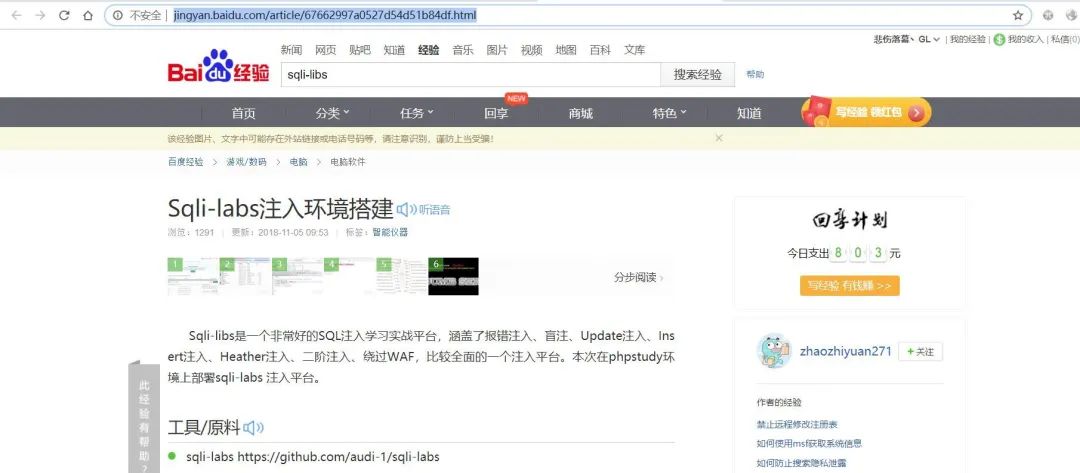 不安全 | jingyan.baidu.com/article/67662997a0527d54d51b84df.html
悲伤落幕丶GL | 我的经验 | 我的收入 | 私信(0)
新闻 网页 贴吧 知道 经验 音乐 图片 视频 地图 百科 文库
Bai du 经验
sqli-libs 搜索经验 帮助
首页 分类 任务 回享 NEW 商城 特色 知道 写经验 领红包
该经验图片、文字中可能存在外站链接或电话号码等，请注意识别，谨防上当受骗！
百度经验 > 游戏/数码 > 电脑 > 电脑软件
Sqli-labs注入环境搭建 听语音
浏览：1291 | 更新：2018-11-05 09:53 | 标签：智能仪器
1 2 3 4 5 6 分步阅读 >
Sqli-libs是一个非常好的SQL注入学习实战平台，涵盖了报错注入、盲注、Update注入、Ins
ert注入、Heather注入、二阶注入、绕过WAF，比较全面的一个注入平台。本次在phpstudy环
境上部署sqli-labs 注入平台。
此经验有帮助？
工具/原料
sqli-labs https://github.com/audi-1/sqli-labs
回享计划
今日支出 8 0 3 元
写经验 有钱赚 >>
zhaozhiyuan271 + 关注
作者的经验
禁止远程修改注册表
如何使用msf获取系统信息
如何防止搜索隐私泄露